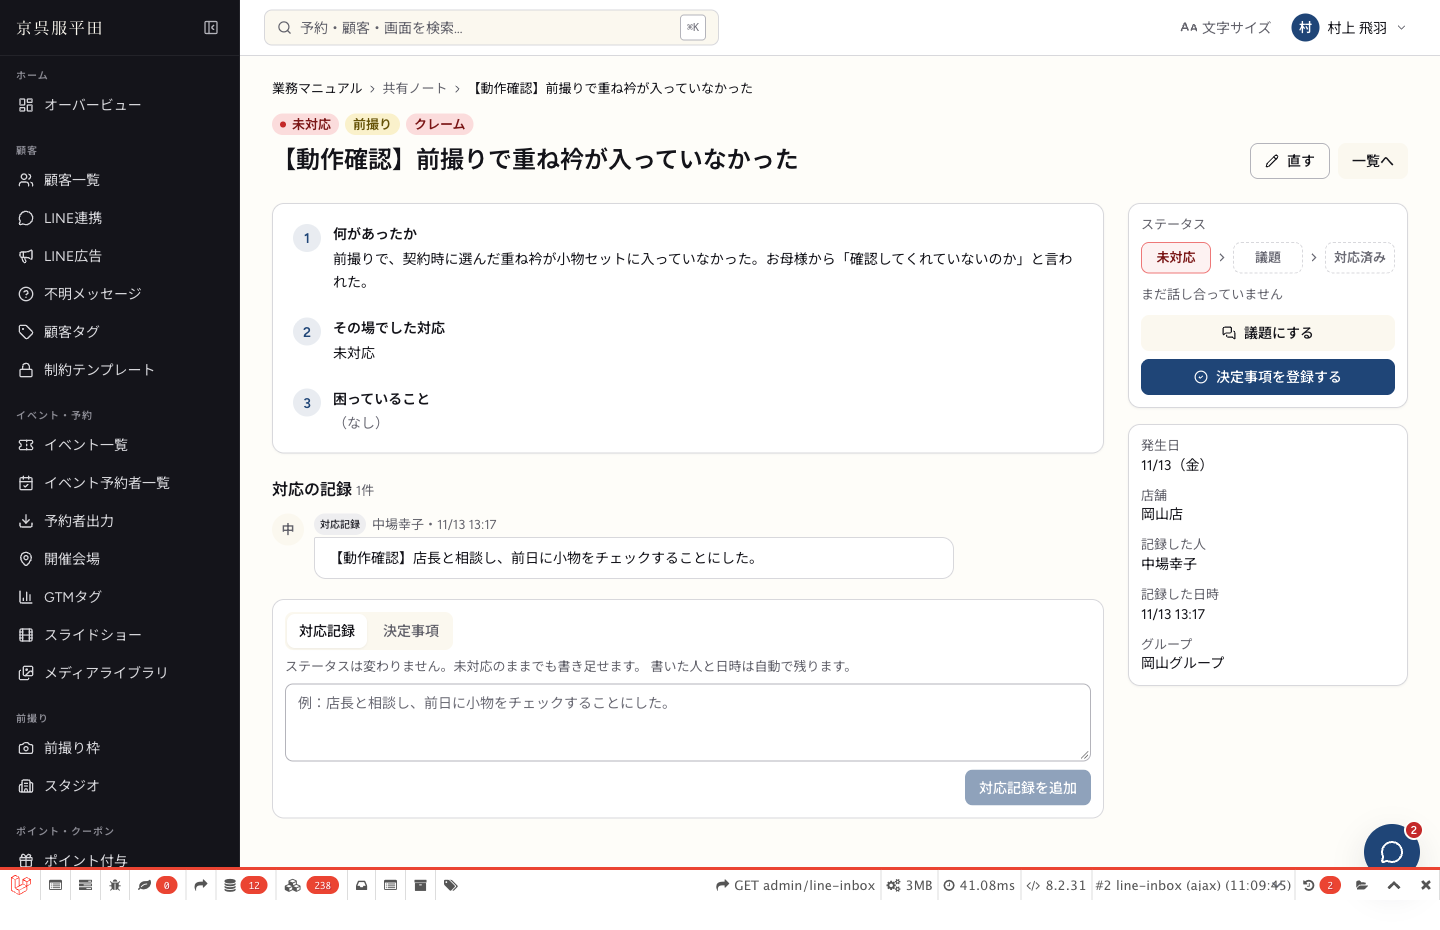 京呉服平田
予約・顧客・画面を検索...
⌘K
Aᴀ 文字サイズ
村
村上 飛羽
ホーム
オーバービュー
顧客
顧客一覧
LINE連携
LINE広告
不明メッセージ
顧客タグ
制約テンプレート
イベント・予約
イベント一覧
イベント予約者一覧
予約者出力
開催会場
GTMタグ
スライドショー
メディアライブラリ
前撮り
前撮り枠
スタジオ
ポイント・クーポン
ポイント付与
業務マニュアル > 共有ノート > 【動作確認】前撮りで重ね衿が入っていなかった
未対応 前撮り クレーム
【動作確認】前撮りで重ね衿が入っていなかった
直す
一覧へ
1 何があったか
前撮りで、契約時に選んだ重ね衿が小物セットに入っていなかった。お母様から「確認してくれていないのか」と言わ
れた。
2 その場でした対応
未対応
3 困っていること
（なし）
対応の記録 1件
中 対応記録 中場幸子・11/13 13:17
【動作確認】店長と相談し、前日に小物をチェックすることにした。
対応記録 決定事項
ステータスは変わりません。未対応のままでも書き足せます。 書いた人と日時は自動で残ります。
例：店長と相談し、前日に小物をチェックすることにした。
対応記録を追加
ステータス
未対応 > 議題 > 対応済み
まだ話し合っていません
議題にする
決定事項を登録する
発生日
11/13（金）
店舗
岡山店
記録した人
中場幸子
記録した日時
11/13 13:17
グループ
岡山グループ
2
0
12
238
GET admin/line-inbox
3MB
41.08ms
8.2.31
#2 line-inbox (ajax) (11:09:45)
2